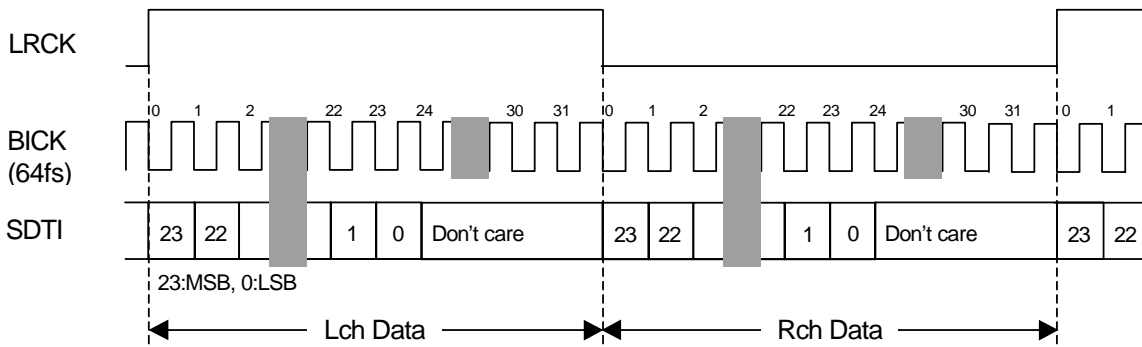 LRCK
0 1 2 22 23 24 30 31 0 1 2 22 23 24 30 31 0 1
BICK
(64fs)
SDTI 23 22 1 0 Don't care 23 22 1 0 Don't care 23 22
23:MSB, 0:LSB
Lch Data Rch Data